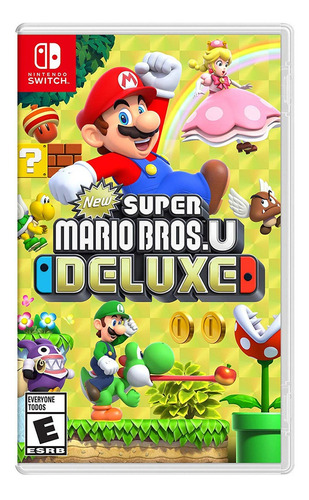 NINTENDO
SWITCH
M
?
New
SUPER
MARIO BROS.U
DELUXE
L
EVERYONE
TODOS
E
ESRB